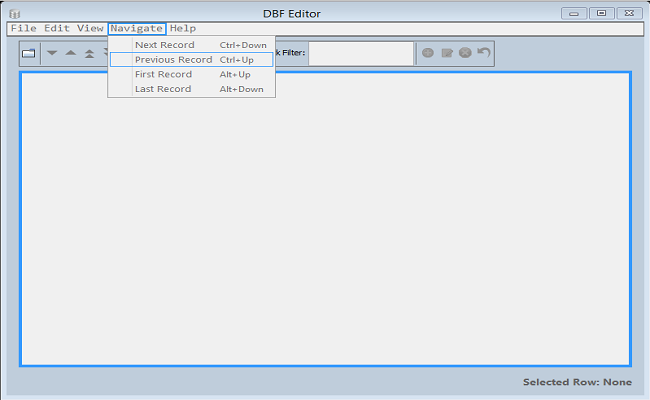 DBF Editor
File Edit View Navigate Help
Next Record Ctrl+Down
Previous Record Ctrl+Up
First Record Alt+Up
Last Record Alt+Down
Filter:
Selected Row: None